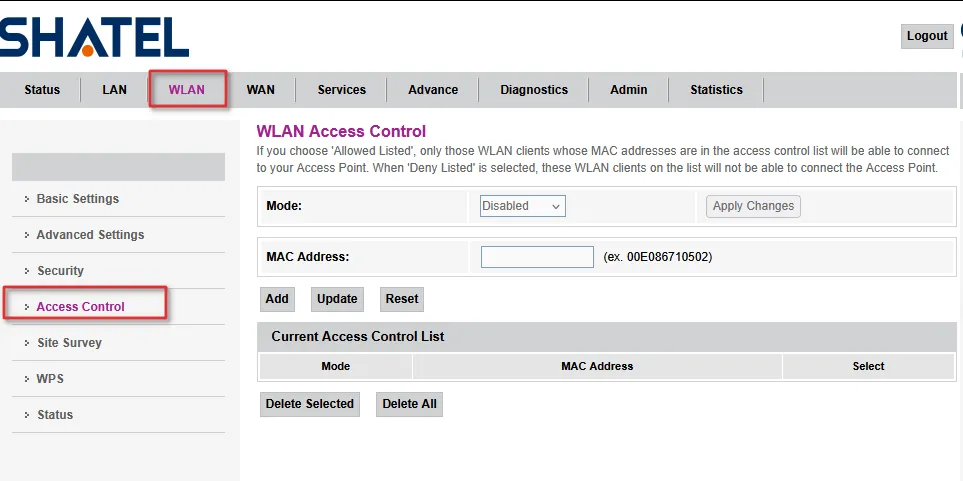 SHATEL
Logout
Status LAN WLAN WAN Services Advance Diagnostics Admin Statistics
WLAN Access Control
If you choose 'Allowed Listed', only those WLAN clients whose MAC addresses are in the access control list will be able to connect
to your Access Point. When 'Deny Listed' is selected, these WLAN clients on the list will not be able to connect the Access Point.
Basic Settings
Advanced Settings
Security
Access Control
Site Survey
WPS
Status
Mode: Disabled Apply Changes
MAC Address: (ex. 00E086710502)
Add Update Reset
Current Access Control List
Mode MAC Address Select
Delete Selected Delete All